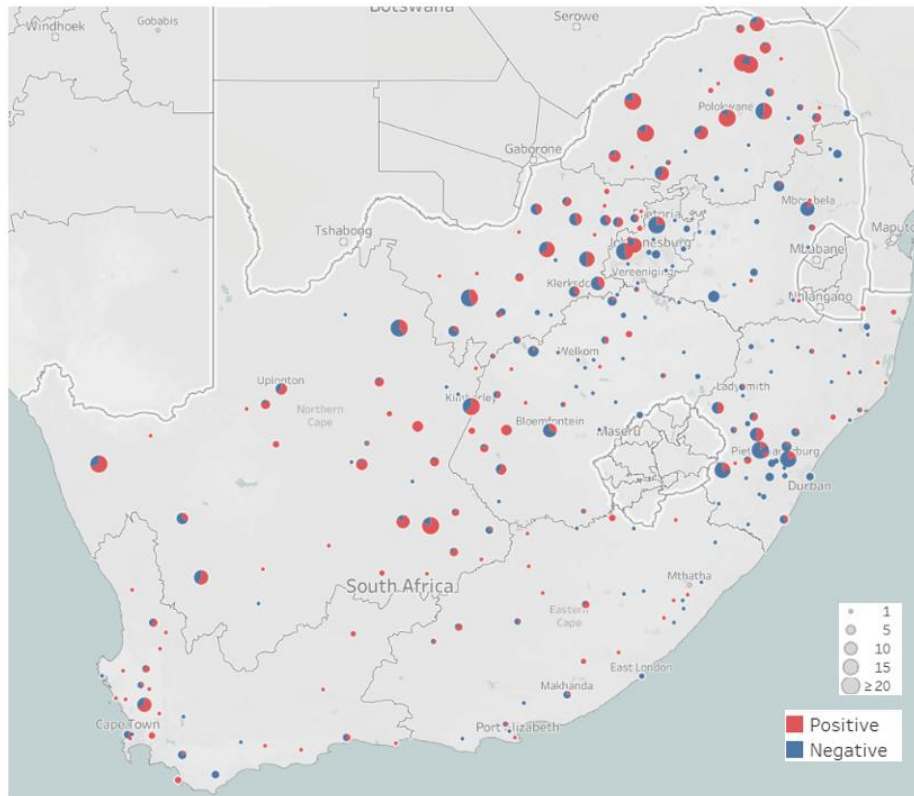 Botswana
Windhoek
Gobabis
Serowe
Polokwane
Gaborone
Tshabong
Pretoria
Johannesburg
Mbombela
Maputo
Mbabane
Vereeniging
Klerksdorp
Nhlangano
Welkom
Upington
Northern
Cape
Kimberley
Ladysmith
Bloemfontein
Maseru
Pietermaritzburg
Durban
South Africa
Mthatha
Eastern
Cape
East London
Makhanda
Cape Town
Port Elizabeth
1
5
10
15
≥ 20
Positive
Negative